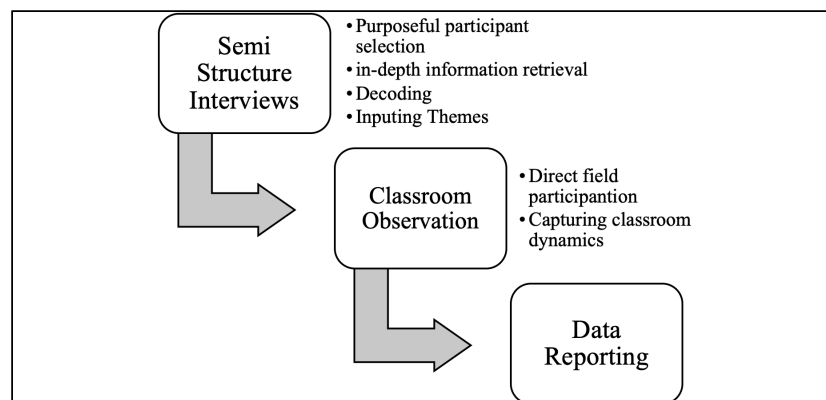 Semi
Structure
Interviews
• Purposeful participant
selection
• in-depth information retrieval
• Decoding
• Inputing Themes
Classroom
Observation
• Direct field
participantion
• Capturing classroom
dynamics
Data
Reporting